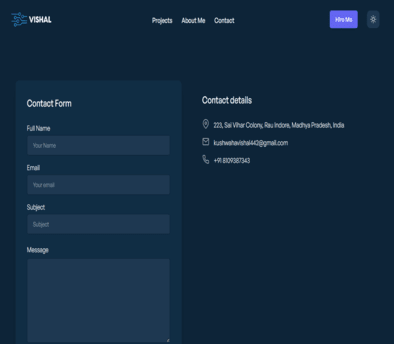 VISHAL
Projects About Me Contact
Hire Me
Contact Form
Full Name
Your Name
Email
Your email
Subject
Subject
Message
Contact details
223, Sai Vihar Colony, Rau Indore, Madhya Pradesh, India
kushwahavishal442@gmail.com
+91 8109387343